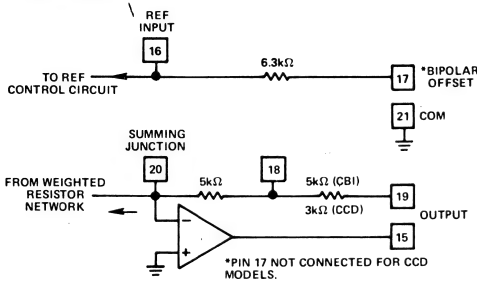 REF
INPUT
16
6.3kΩ
TO REF
CONTROL CIRCUIT
17
*BIPOLAR
OFFSET
21
COM
SUMMING
JUNCTION
20
18
FROM WEIGHTED
RESISTOR
NETWORK
5kΩ
5kΩ (CBI)
3kΩ (CCD)
19
OUTPUT
15
−
+
*PIN 17 NOT CONNECTED FOR CCD
MODELS.